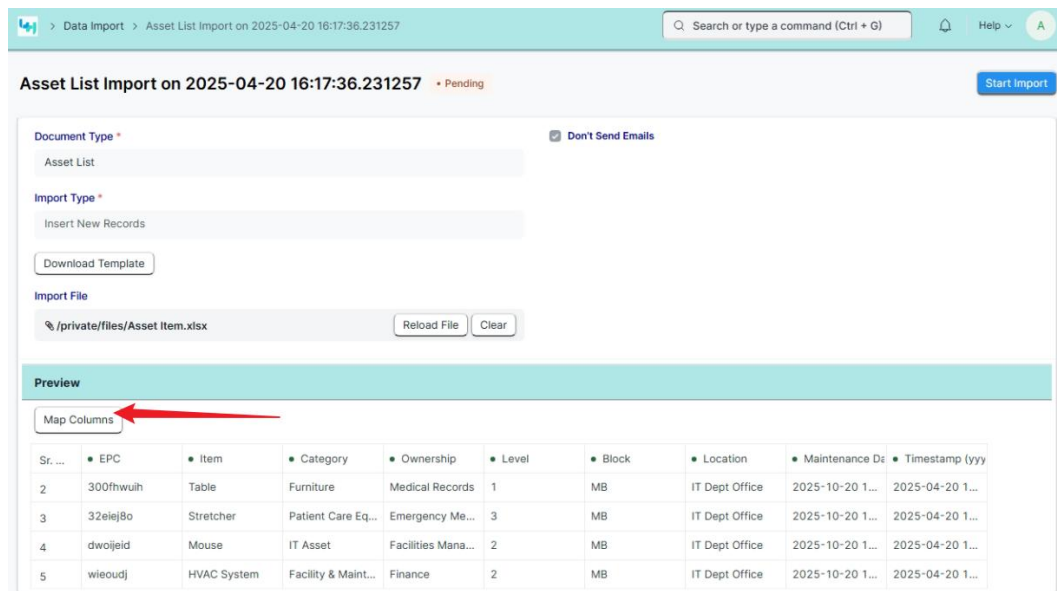 > Data Import > Asset List Import on 2025-04-20 16:17:36.231257 Search or type a command (Ctrl + G) Help A
Asset List Import on 2025-04-20 16:17:36.231257 • Pending Start Import
Document Type * Don't Send Emails
Asset List
Import Type *
Insert New Records
Download Template
Import File
/private/files/Asset Item.xlsx Reload File Clear
Preview
Map Columns
Sr. ... EPC Item Category Ownership Level Block Location Maintenance Da Timestamp (yyy
2 300fhwuih Table Furniture Medical Records 1 MB IT Dept Office 2025-10-20 1... 2025-04-20 1...
3 32eiej8o Stretcher Patient Care Eq... Emergency Me... 3 MB IT Dept Office 2025-10-20 1... 2025-04-20 1...
4 dwoijeid Mouse IT Asset Facilities Mana... 2 MB IT Dept Office 2025-10-20 1... 2025-04-20 1...
5 wieoudj HVAC System Facility & Maint... Finance 2 MB IT Dept Office 2025-10-20 1... 2025-04-20 1...